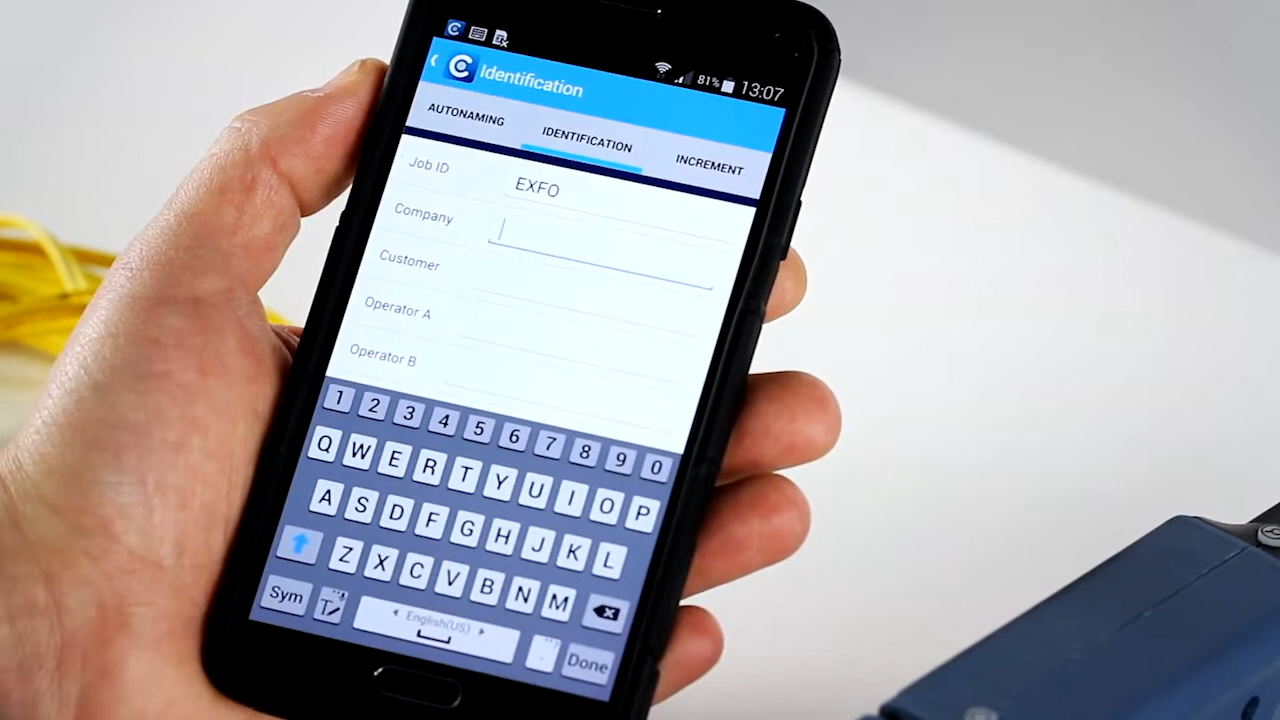 81% 13:07
Identification
AUTONAMING IDENTIFICATION INCREMENT
Job ID EXFO
Company
Customer
Operator A
Operator B
1 2 3 4 5 6 7 8 9 0
Q W E R T Y U I O P
A S D F G H J K L
Z X C V B N M
Sym English(US) . Done